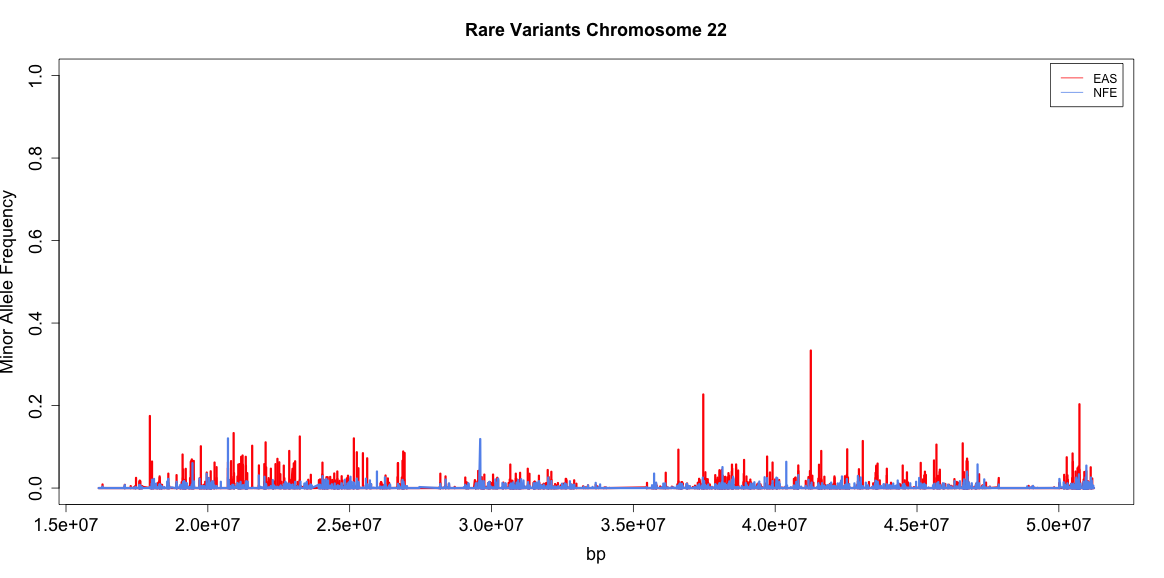 Rare Variants Chromosome 22
EAS
NFE
Minor Allele Frequency
1.0
0.8
0.6
0.4
0.2
0.0
1.5e+07 2.0e+07 2.5e+07 3.0e+07 3.5e+07 4.0e+07 4.5e+07 5.0e+07
bp